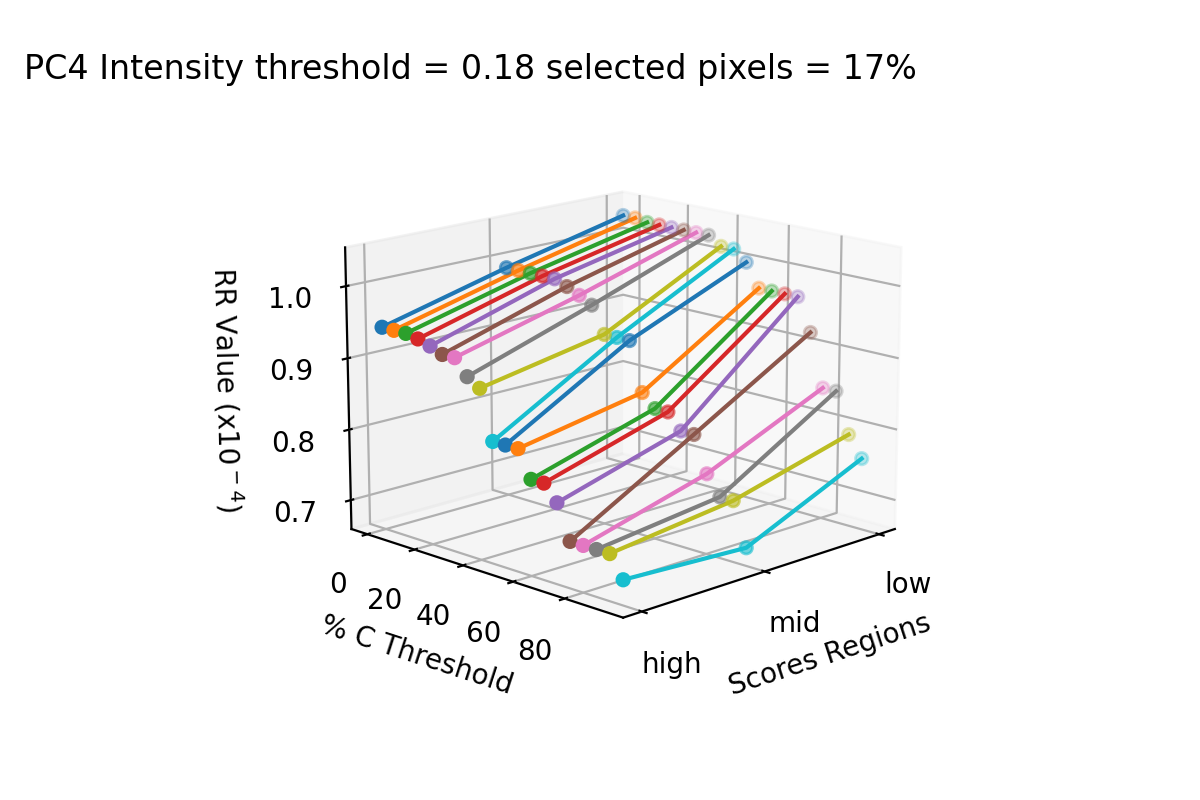 PC4 Intensity threshold = 0.18 selected pixels = 17%
RR Value (x10⁻⁴)
1.0
0.9
0.8
0.7
0
20
40
60
80
% C Threshold
high
mid
low
Scores Regions